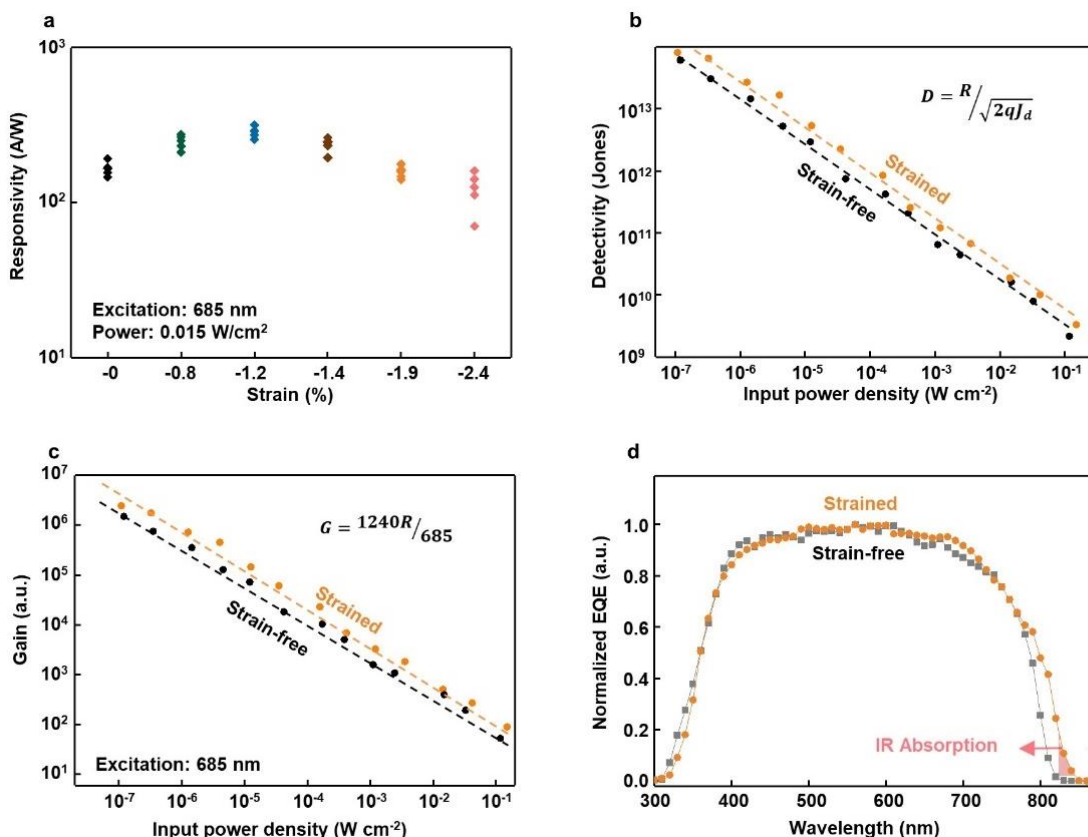 a
10³
10²
10¹
Responsivity (A/W)
Excitation: 685 nm
Power: 0.015 W/cm²
-0 -0.8 -1.2 -1.4 -1.9 -2.4
Strain (%)
b
10¹³
10¹²
10¹¹
10¹⁰
10⁹
Detectivity (Jones)
D = R/√2qJ_d
Strained
Strain-free
10⁻⁷ 10⁻⁶ 10⁻⁵ 10⁻⁴ 10⁻³ 10⁻² 10⁻¹
Input power density (W cm⁻²)
c
10⁷
10⁶
10⁵
10⁴
10³
10²
10¹
Gain (a.u.)
G = 1240R/685
Strained
Strain-free
Excitation: 685 nm
10⁻⁷ 10⁻⁶ 10⁻⁵ 10⁻⁴ 10⁻³ 10⁻² 10⁻¹
Input power density (W cm⁻²)
d
1.0
0.8
0.6
0.4
0.2
0.0
Normalized EQE (a.u.)
Strained
Strain-free
IR Absorption
300 400 500 600 700 800
Wavelength (nm)